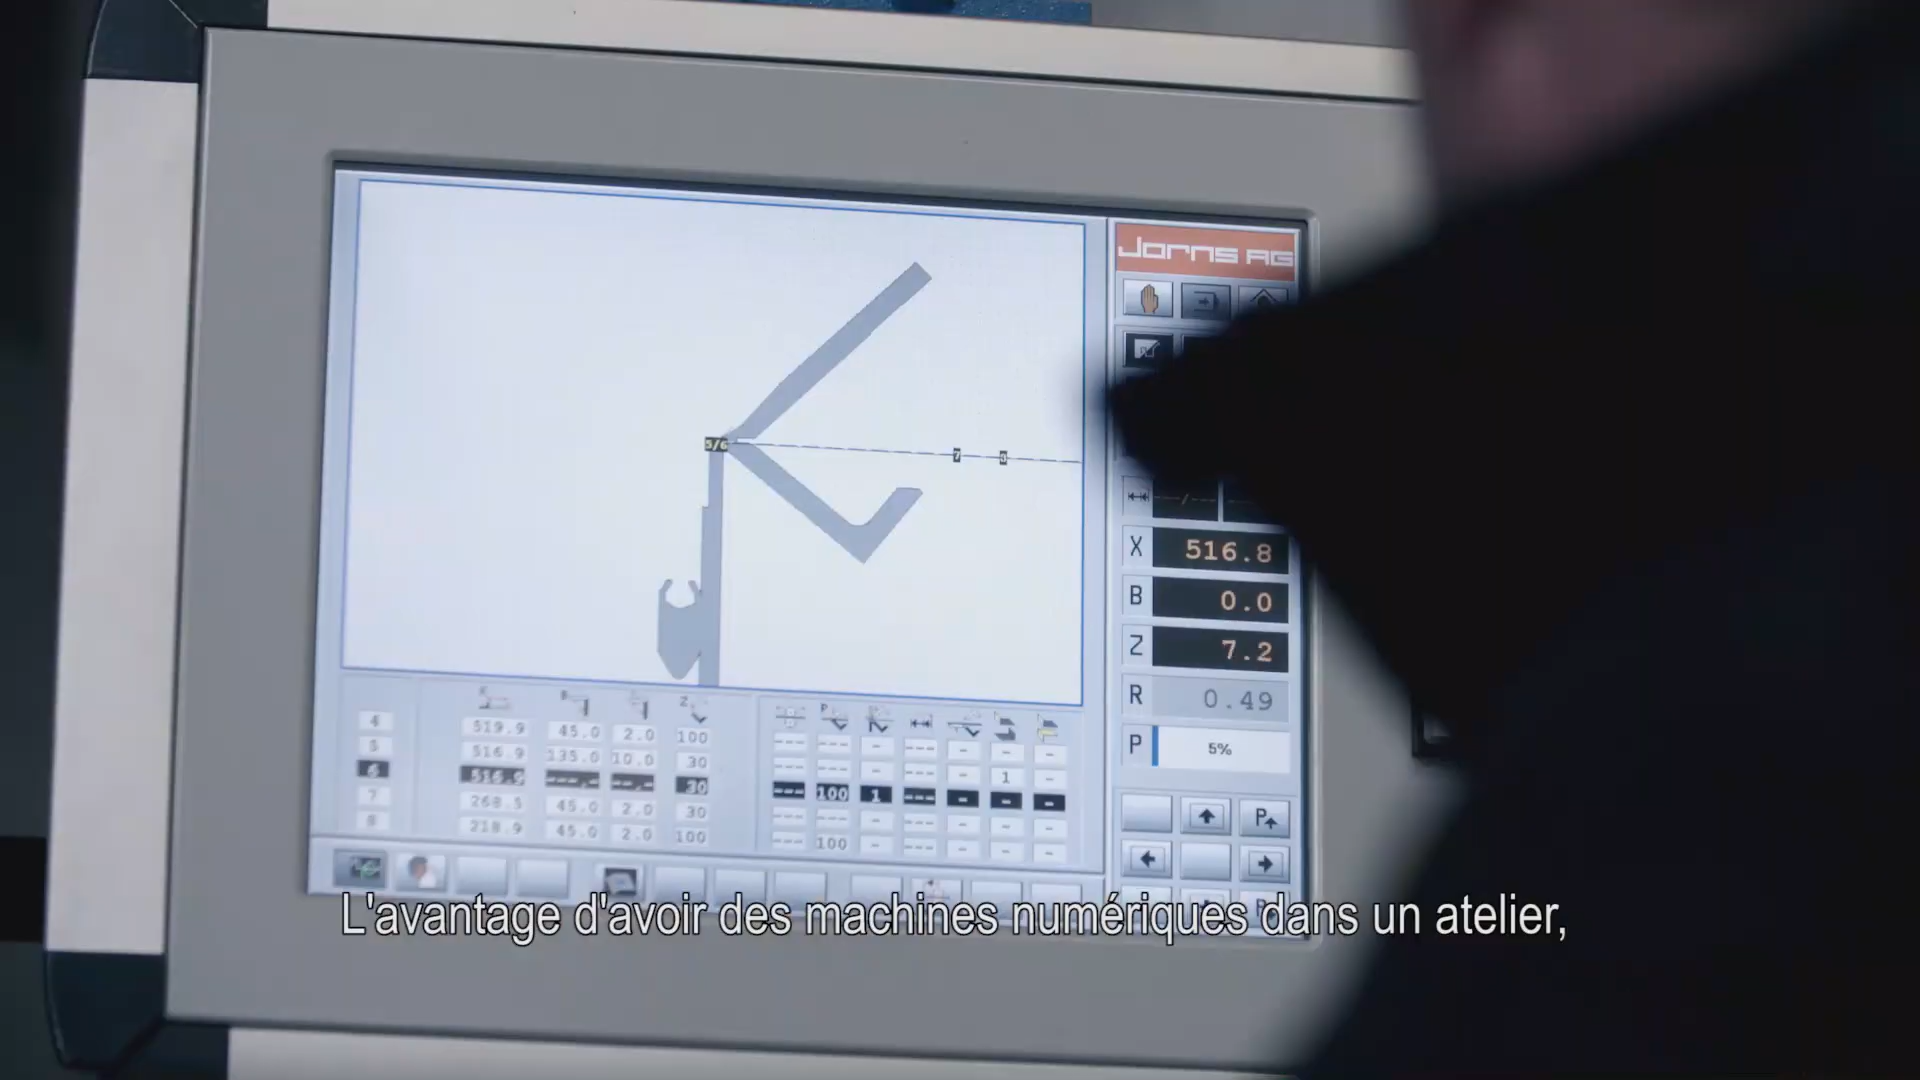 Jorns AG
5/6
7
X 516.8
B 0.0
Z 7.2
R 0.49
P 5%
P
4 519.9 45.0 2.0 100
5 516.9 135.0 10.0 30 1
6 516.9 ---.- --.- 30 --- 100 1 --- - - -
7 268.5 45.0 2.0 30
8 218.9 45.0 2.0 100 --- 100 - --- - - -
L'avantage d'avoir des machines numériques dans un atelier,